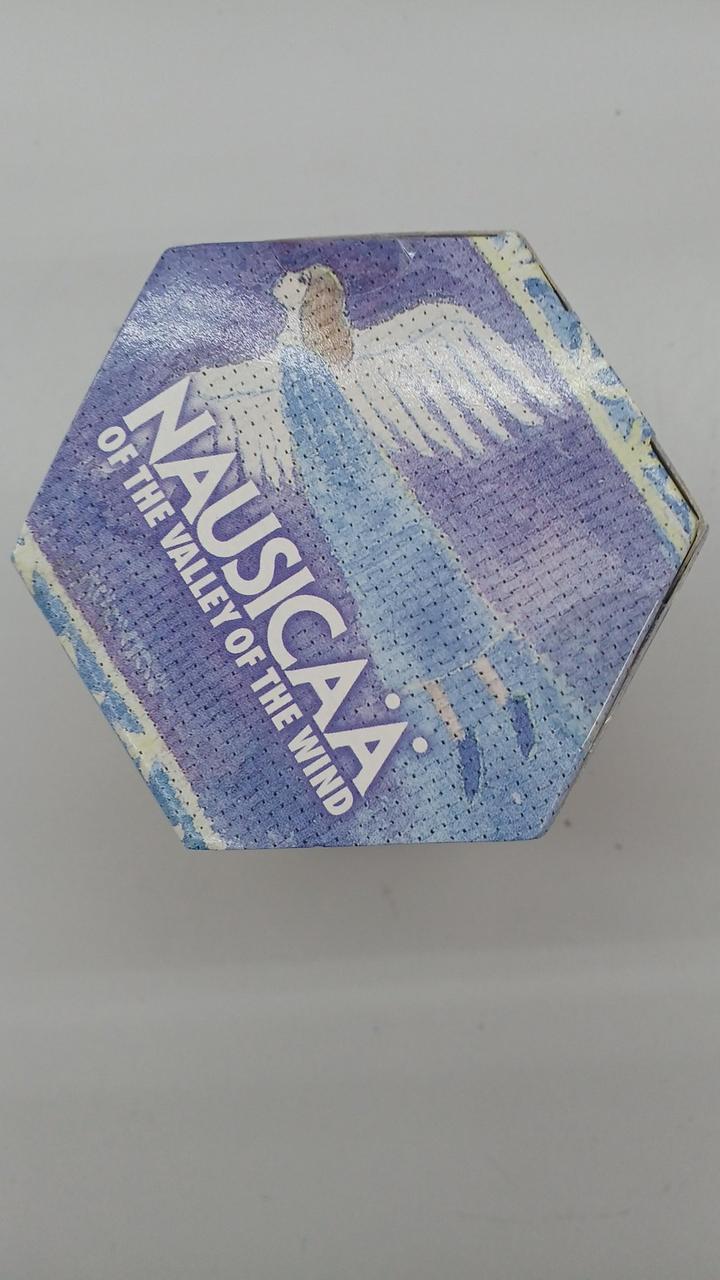 NAUSICAÄ
OF THE VALLEY OF THE WIND